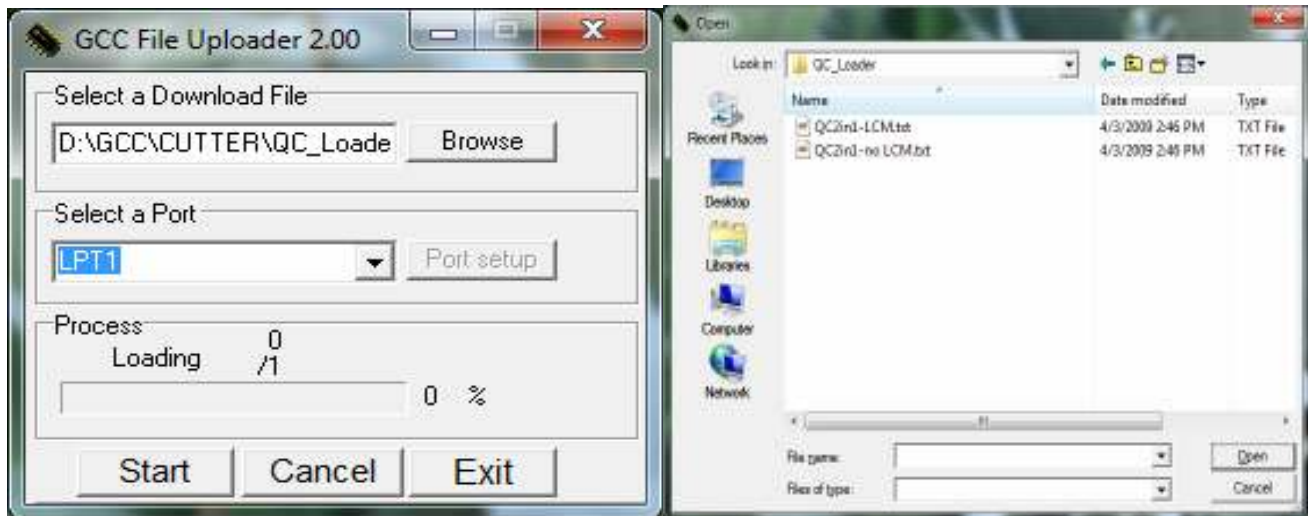 GCC File Uploader 2.00
Select a Download File
D:\GCC\CUTTER\QC_Loade
Browse
Select a Port
LPT1
Port setup
Process
Loading
0
/1
0 %
Start
Cancel
Exit
Open
Look in:
QC_Loader
Name
Date modified
Type
QC2in1-LCM.txt
4/3/2009 2:46 PM
TXT File
QC2in1-no LCM.txt
4/3/2009 2:46 PM
TXT File
Recent Places
Desktop
Libraries
Computer
Network
File name:
Open
Files of type:
Cancel